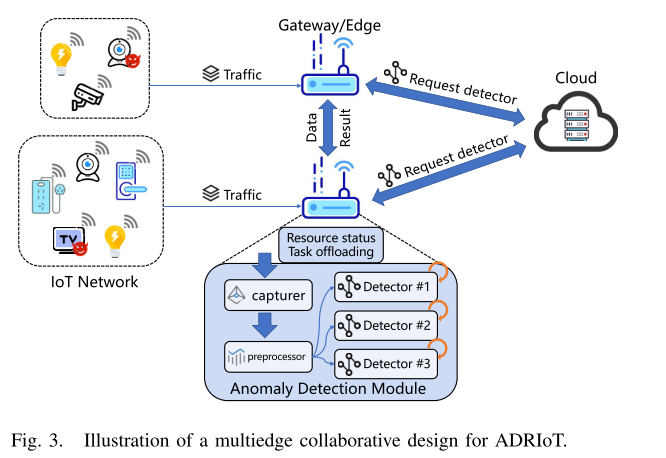 Gateway/Edge
Traffic
Request detector
Cloud
Data
Result
Request detector
Traffic
TV
IoT Network
Resource status
Task offloading
capturer
preprocessor
Detector #1
Detector #2
Detector #3
Anomaly Detection Module
Fig. 3. Illustration of a multiedge collaborative design for ADRIoT.